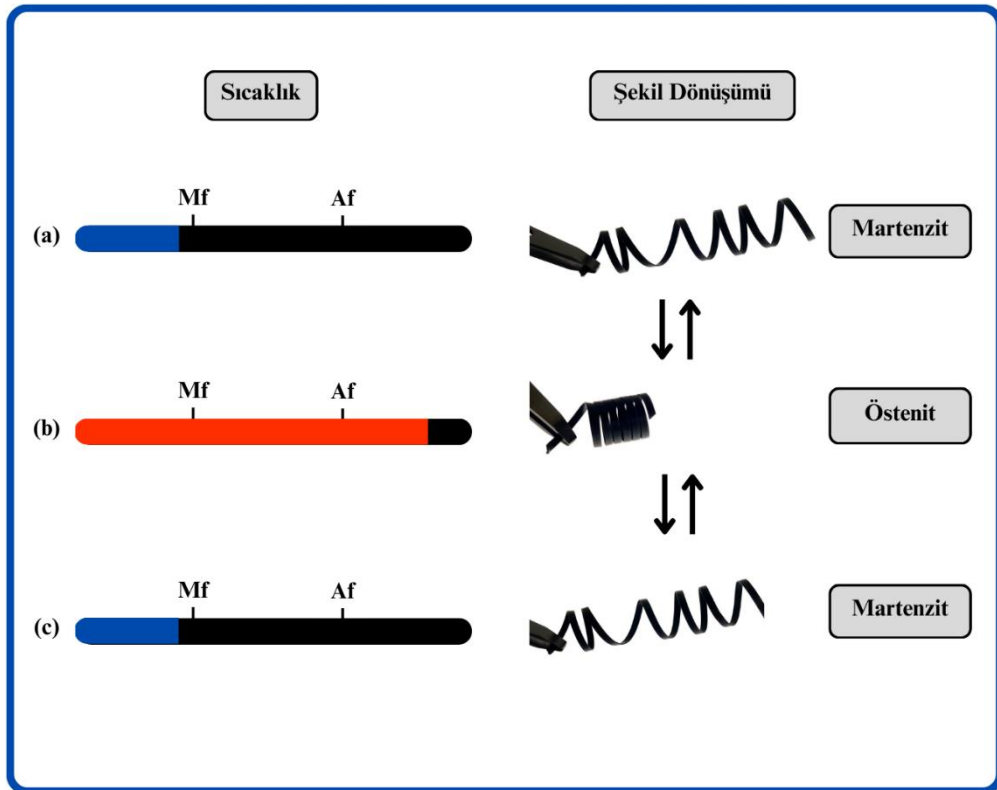 Sıcaklık
Şekil Dönüşümü
Mf
Af
(a)
Martenzit
Mf
Af
(b)
Östenit
Mf
Af
(c)
Martenzit